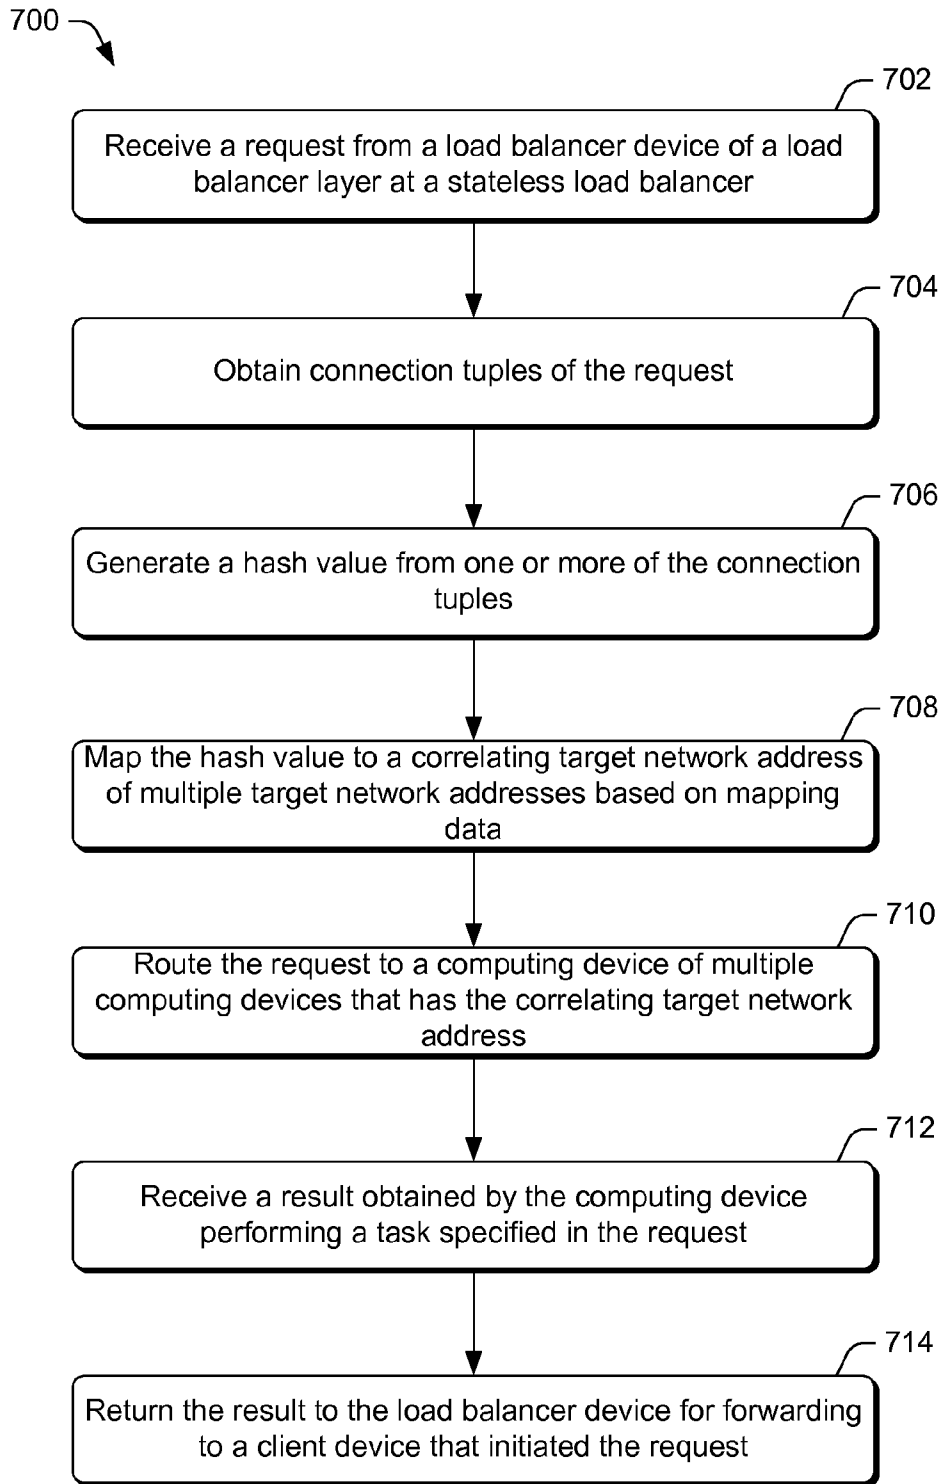 700
702
Receive a request from a load balancer device of a load
balancer layer at a stateless load balancer
704
Obtain connection tuples of the request
706
Generate a hash value from one or more of the connection
tuples
708
Map the hash value to a correlating target network address
of multiple target network addresses based on mapping
data
710
Route the request to a computing device of multiple
computing devices that has the correlating target network
address
712
Receive a result obtained by the computing device
performing a task specified in the request
714
Return the result to the load balancer device for forwarding
to a client device that initiated the request